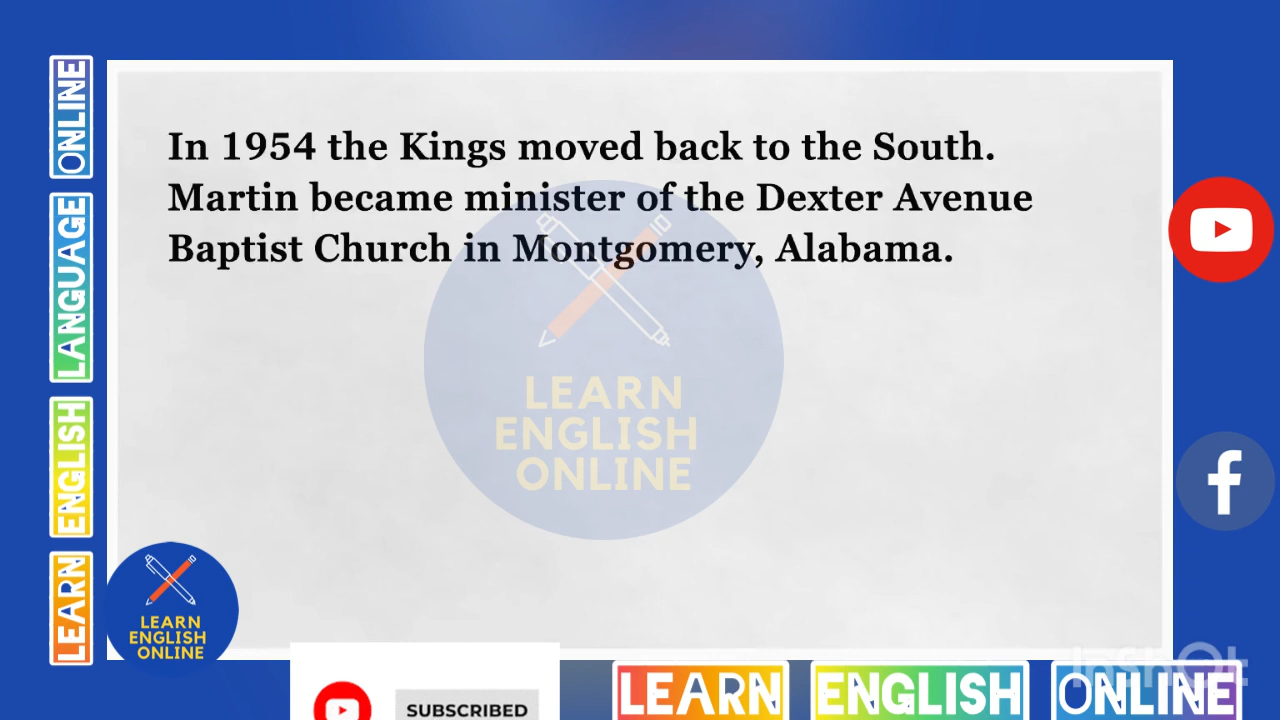 In 1954 the Kings moved back to the South.
Martin became minister of the Dexter Avenue
Baptist Church in Montgomery, Alabama.
LEARN
ENGLISH
ONLINE
LEARN ENGLISH LANGUAGE ONLINE
LEARN
ENGLISH
ONLINE
SUBSCRIBED
LEARN ENGLISH ONLINE
InShOt